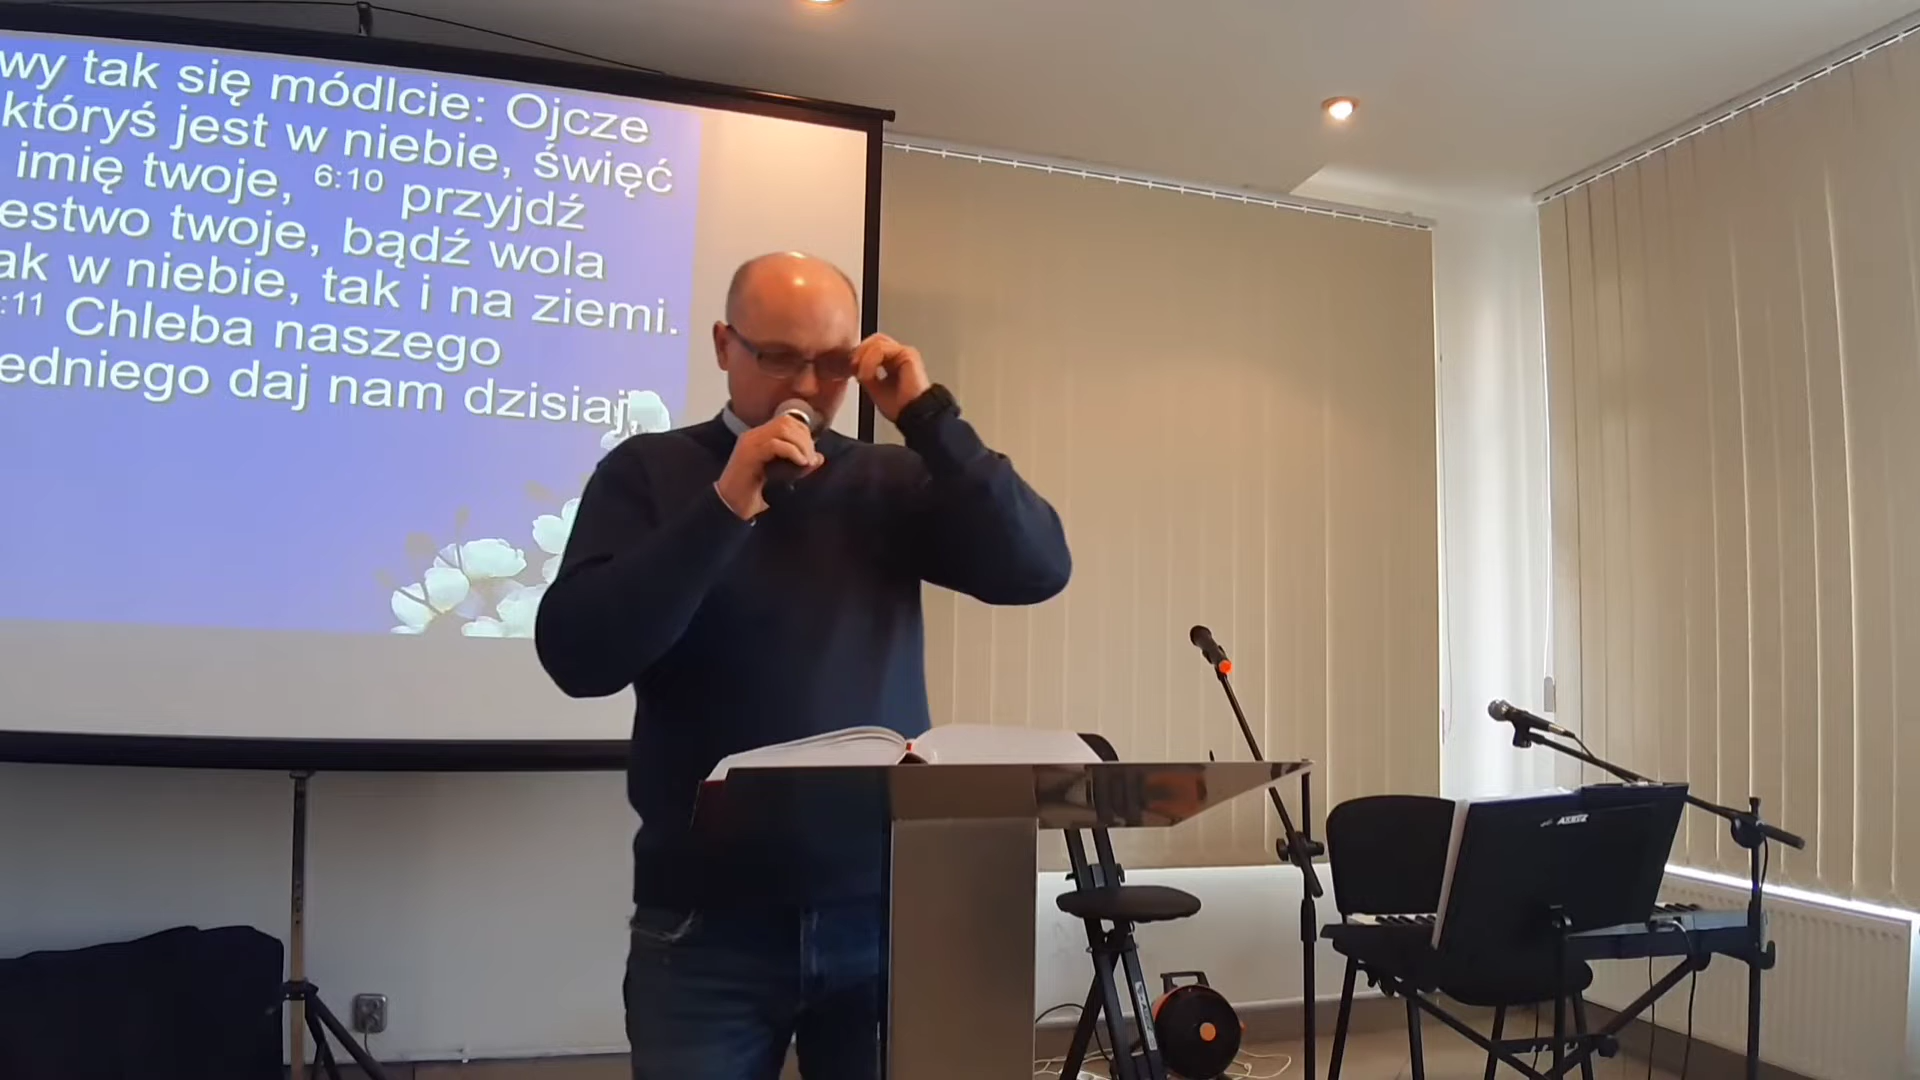 wy tak się módlcie: Ojcze
któryś jest w niebie, święć
imię twoje, 6:10 przyjdź
estwo twoje, bądź wola
ak w niebie, tak i na ziemi.
:11 Chleba naszego
edniego daj nam dzisiaj,